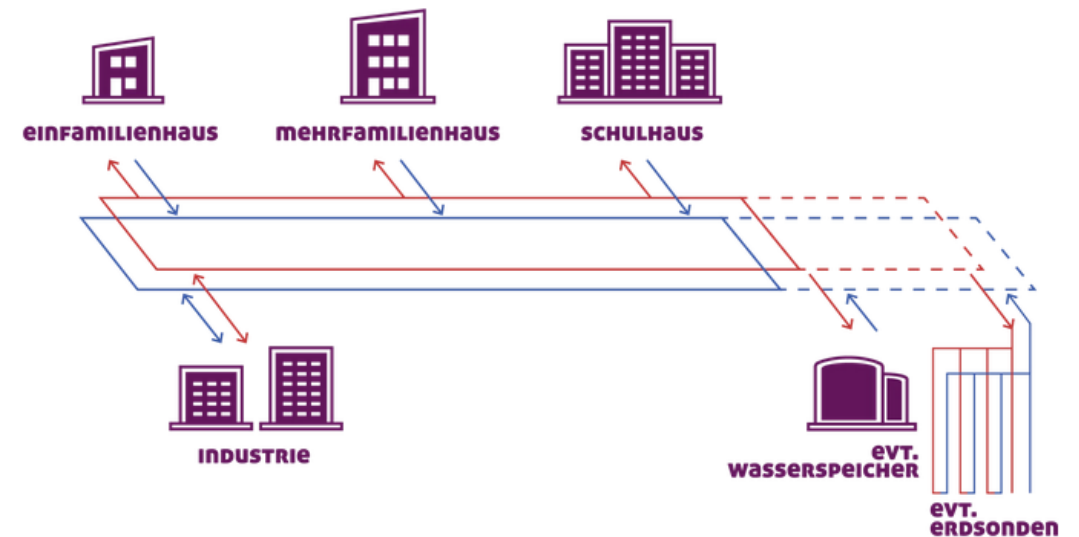 EINFAMILIENHAUS
MEHRFAMILIENHAUS
SCHULHAUS
INDUSTRIE
EVT.
WASSERSPEICHER
EVT.
ERDSONDEN